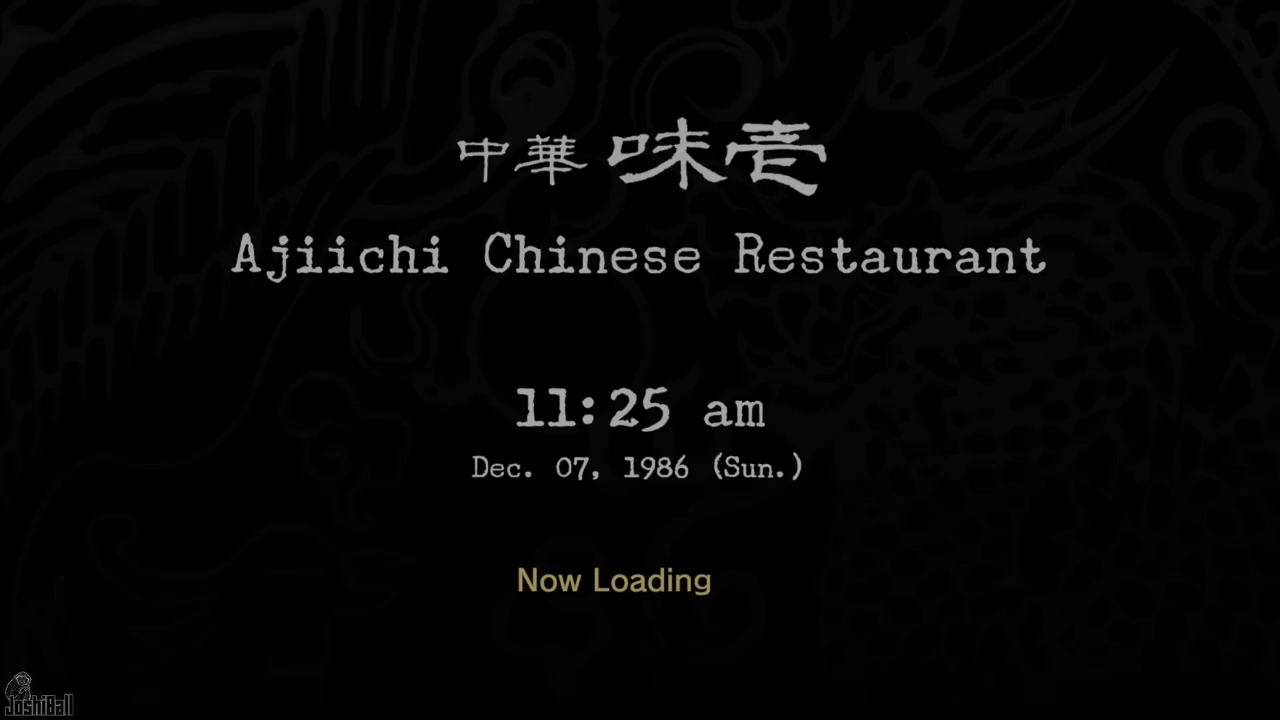 中華 味壱
Ajiichi Chinese Restaurant
11:25 am
Dec. 07, 1986 (Sun.)
Now Loading
JoshiBall